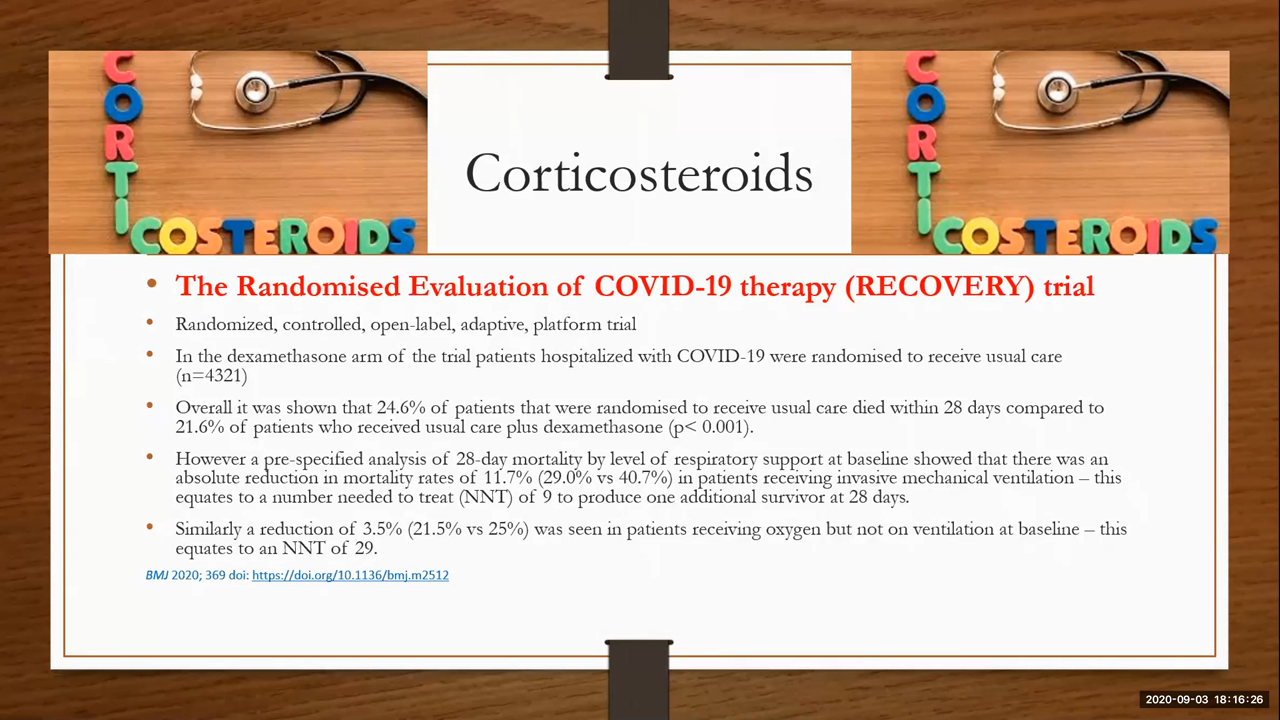 CORTICOSTEROIDS
Corticosteroids
CORTICOSTEROIDS
• The Randomised Evaluation of COVID-19 therapy (RECOVERY) trial
• Randomized, controlled, open-label, adaptive, platform trial
• In the dexamethasone arm of the trial patients hospitalized with COVID-19 were randomised to receive usual care
(n=4321)
• Overall it was shown that 24.6% of patients that were randomised to receive usual care died within 28 days compared to
21.6% of patients who received usual care plus dexamethasone (p< 0.001).
• However a pre-specified analysis of 28-day mortality by level of respiratory support at baseline showed that there was an
absolute reduction in mortality rates of 11.7% (29.0% vs 40.7%) in patients receiving invasive mechanical ventilation – this
equates to a number needed to treat (NNT) of 9 to produce one additional survivor at 28 days.
• Similarly a reduction of 3.5% (21.5% vs 25%) was seen in patients receiving oxygen but not on ventilation at baseline – this
equates to an NNT of 29.
BMJ 2020; 369 doi: https://doi.org/10.1136/bmj.m2512
2020-09-03 18:16:26